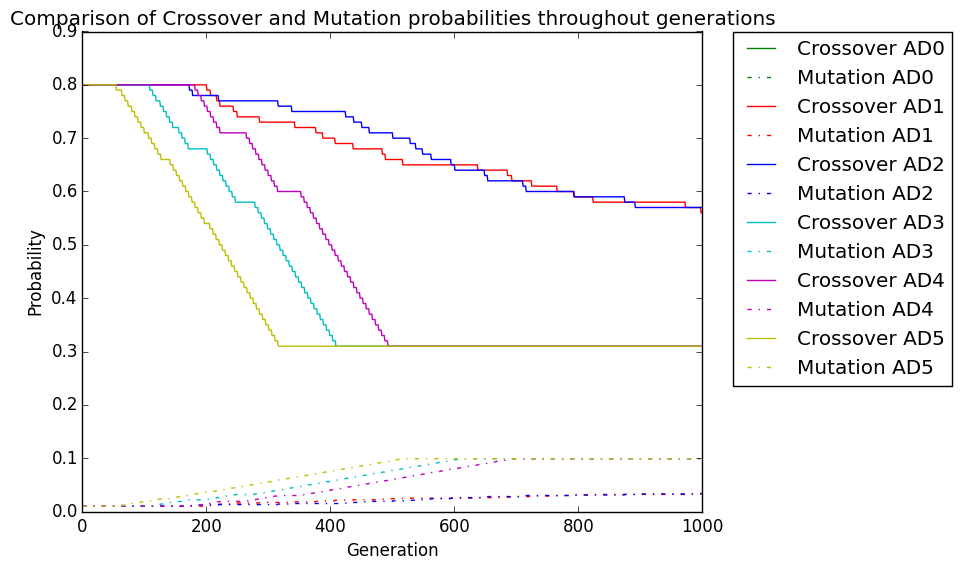 Comparison of Crossover and Mutation probabilities throughout generations
0.9
0.8
0.7
0.6
0.5
0.4
0.3
0.2
0.1
0.0
Probability
0 200 400 600 800 1000
Generation
Crossover AD0
Mutation AD0
Crossover AD1
Mutation AD1
Crossover AD2
Mutation AD2
Crossover AD3
Mutation AD3
Crossover AD4
Mutation AD4
Crossover AD5
Mutation AD5